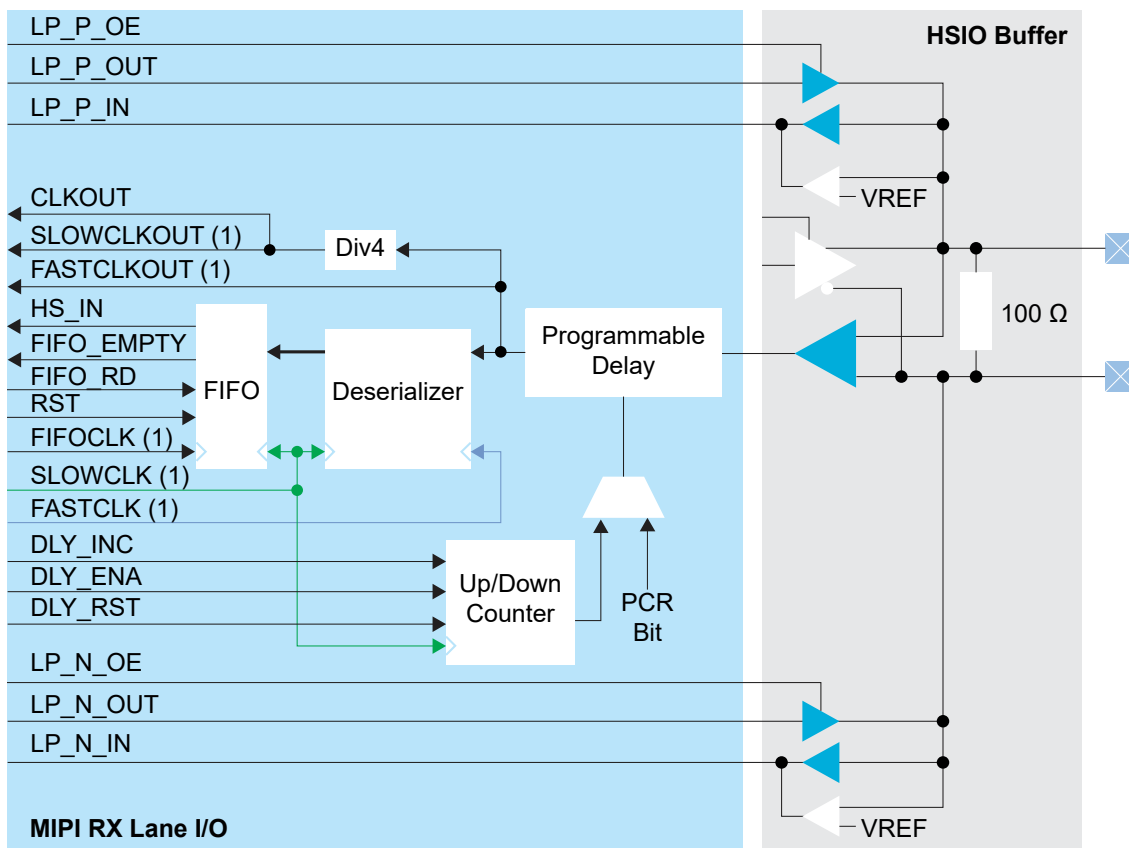 LP_P_OE
HSIO Buffer
LP_P_OUT
LP_P_IN
VREF
CLKOUT
SLOWCLKOUT (1)
Div4
FASTCLKOUT (1)
HS_IN
FIFO_EMPTY
FIFO_RD
RST
FIFOCLK (1)
SLOWCLK (1)
FASTCLK (1)
FIFO
Deserializer
Programmable
Delay
100 Ω
DLY_INC
DLY_ENA
DLY_RST
Up/Down
Counter
PCR
Bit
LP_N_OE
LP_N_OUT
LP_N_IN
VREF
MIPI RX Lane I/O